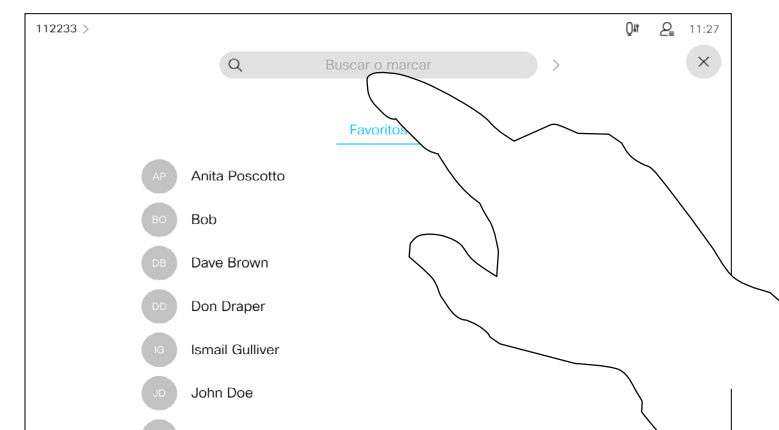 112233 > 11:27
Buscar o marcar
Favoritos
AP Anita Poscotto
BO Bob
DB Dave Brown
DD Don Draper
IG Ismail Gulliver
JD John Doe